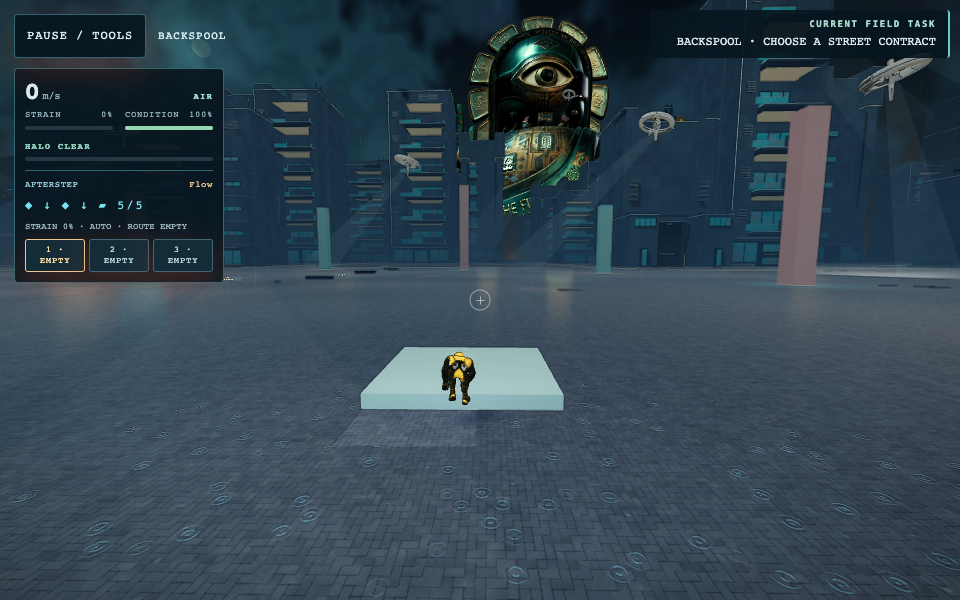 PAUSE / TOOLS
BACKSPOOL
CURRENT FIELD TASK
BACKSPOOL · CHOOSE A STREET CONTRACT
0 m/s
AIR
STRAIN 0%
CONDITION 100%
HALO CLEAR
AFTERSTEP
Flow
5/5
STRAIN 0% · AUTO · ROUTE EMPTY
1 · EMPTY
2 · EMPTY
3 · EMPTY